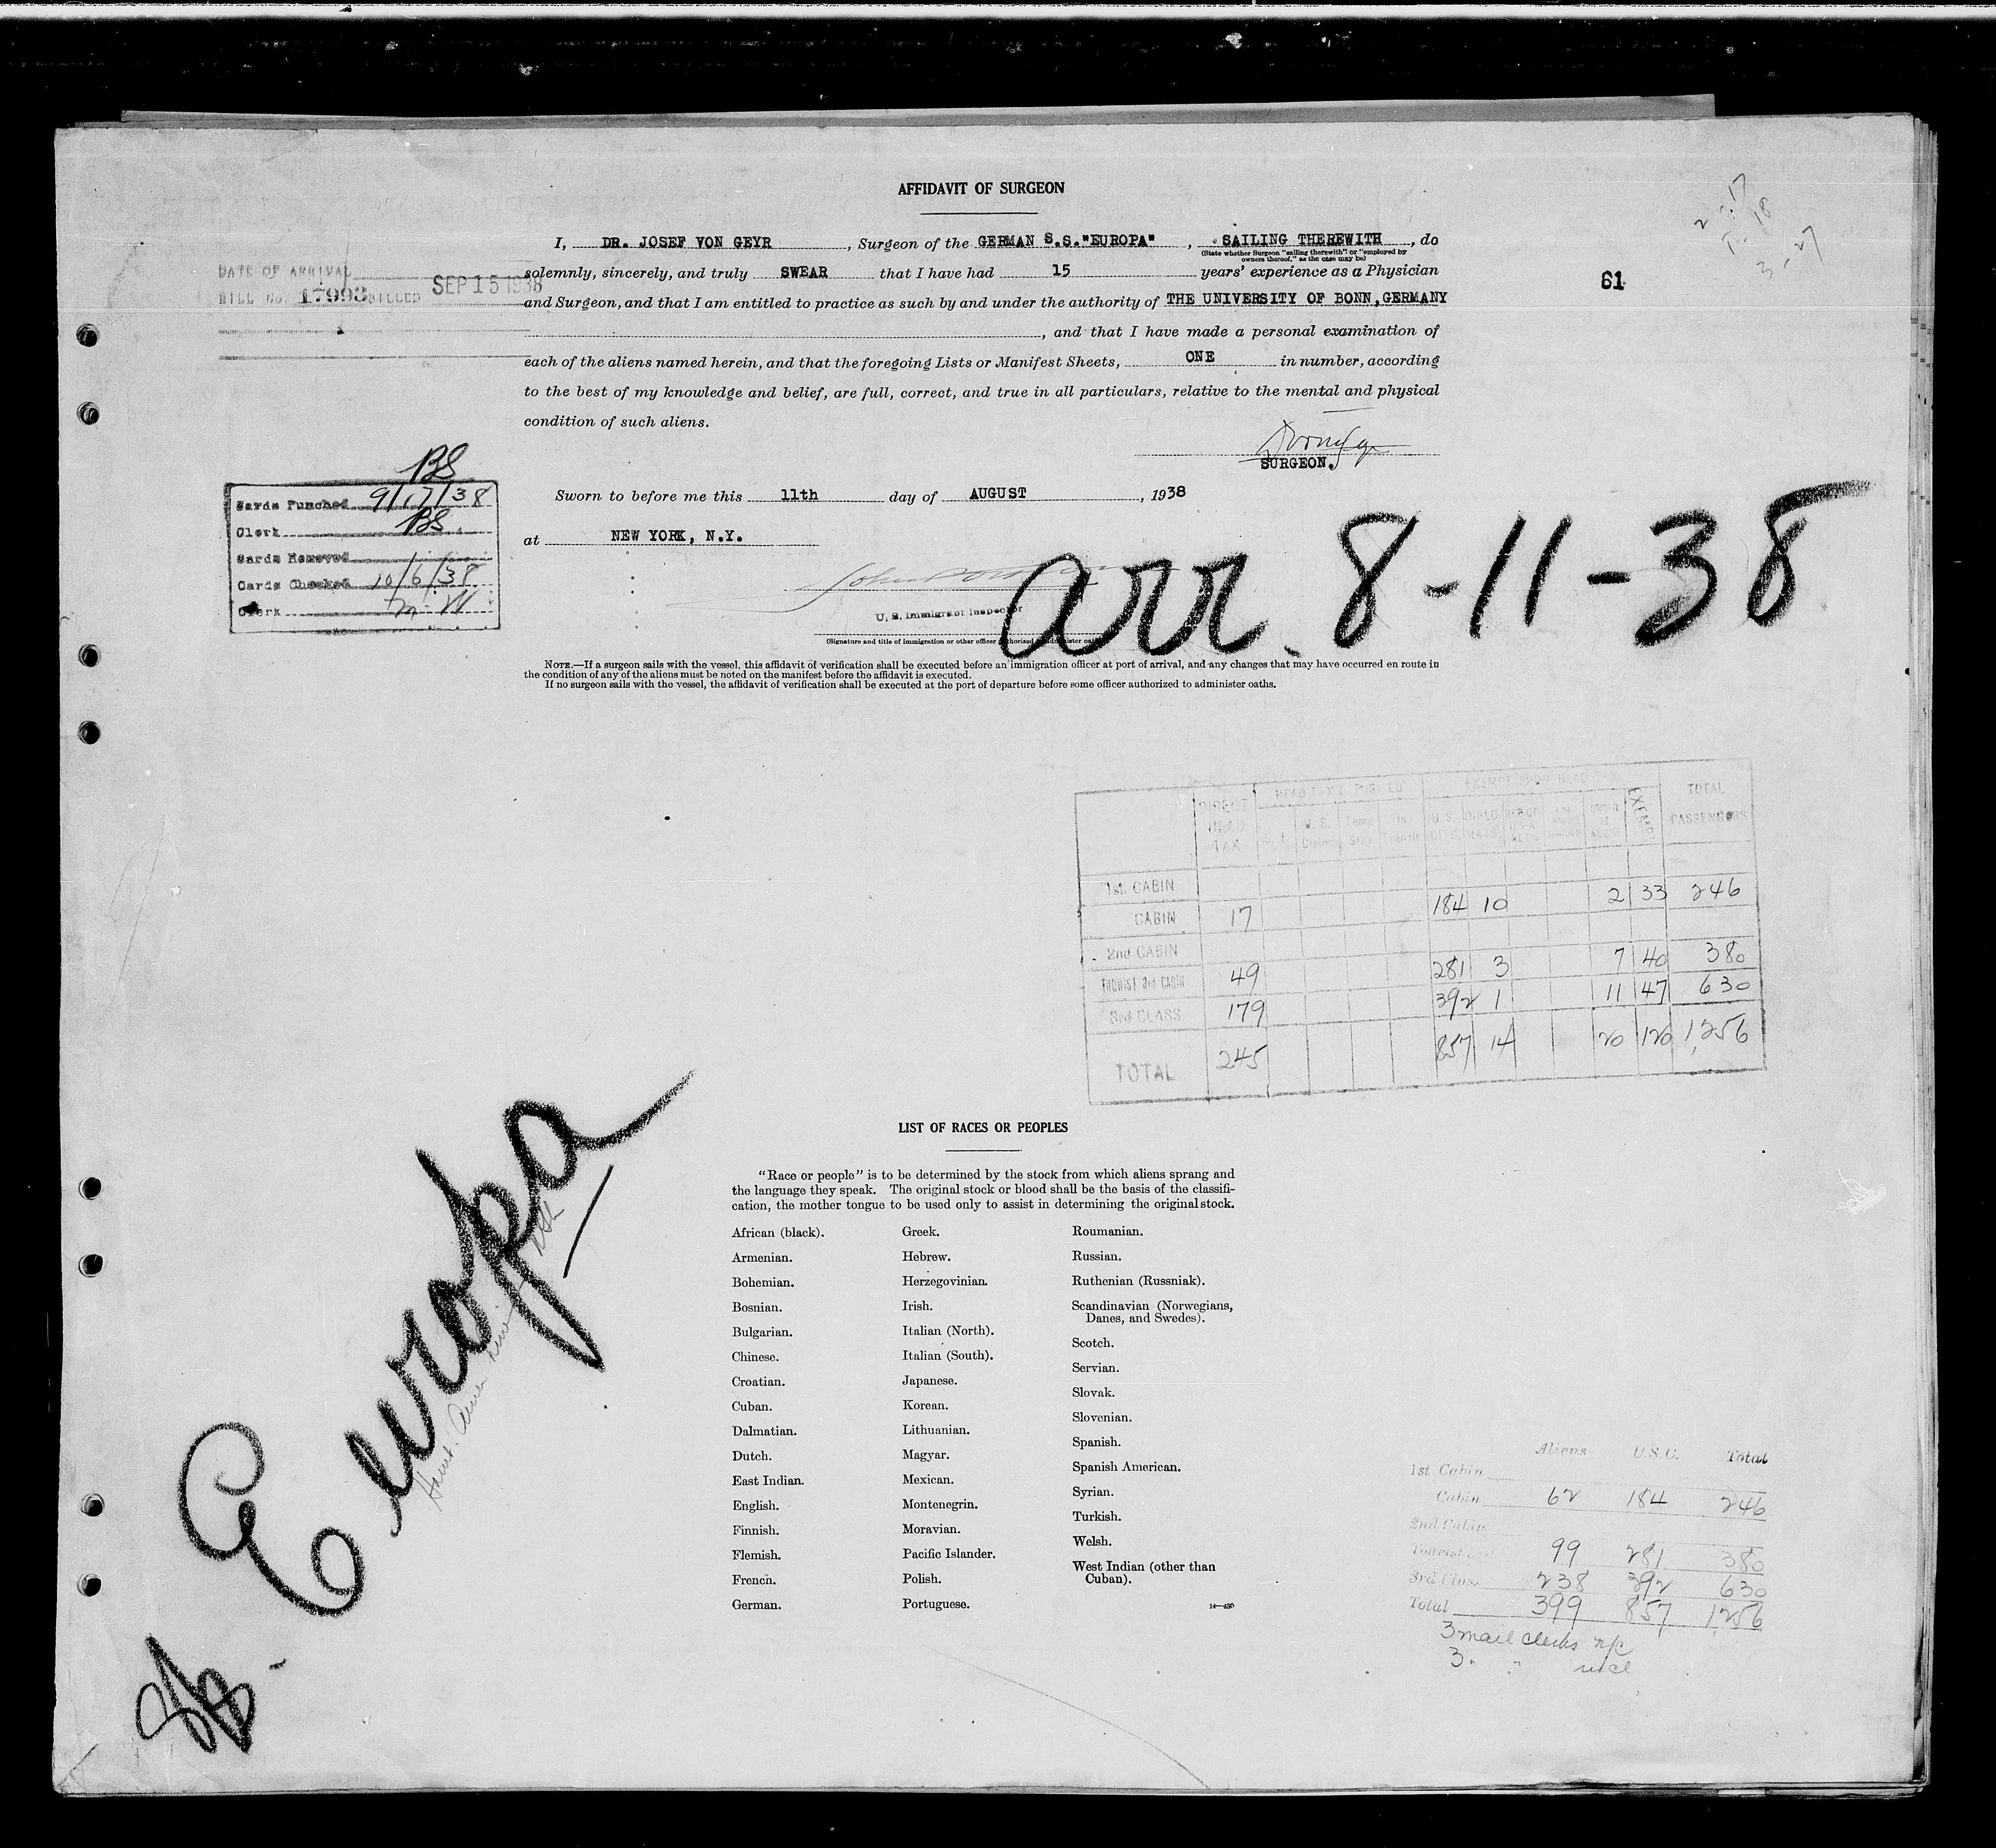 AFFIDAVIT OF SURGEON
I, DR. JOSEF VON GEYR, Surgeon of the GERMAN S.S."EUROPA", SAILING THEREWITH, do
(State whether Surgeon "sailing therewith" or "employed by owners thereof," as the case may be)
solemnly, sincerely, and truly SWEAR that I have had 15 years' experience as a Physician
and Surgeon, and that I am entitled to practice as such by and under the authority of THE UNIVERSITY OF BONN, GERMANY
, and that I have made a personal examination of
each of the aliens named herein, and that the foregoing Lists or Manifest Sheets, ONE in number, according
to the best of my knowledge and belief, are full, correct, and true in all particulars, relative to the mental and physical
condition of such aliens.
SURGEON.
Sworn to before me this 11th day of AUGUST, 1938
at NEW YORK, N.Y.
U. S. Immigrant Inspector
(Signature and title of immigration or other officer authorized to administer oaths)
NOTE.—If a surgeon sails with the vessel, this affidavit of verification shall be executed before an immigration officer at port of arrival, and any changes that may have occurred en route in
the condition of any of the aliens must be noted on the manifest before the affidavit is executed.
If no surgeon sails with the vessel, the affidavit of verification shall be executed at the port of departure before some officer authorized to administer oaths.
DATE OF ARRIVAL
BILL No. 17993 BILLED SEP 15 1938
61
BS
Cards Punched 9/17/38
Clerk BS
Cards Removed
Cards Checked 10/6/38
Clerk M. W
arr. 8-11-38
DIRECT HEAD TAX
U.S. CITS. EXEMPT TOTAL PASSENGERS
1st. CABIN
CABIN 17 184 10 2 33 246
2nd CABIN
TOURIST 3rd CABIN 49 281 3 7 40 380
3rd CLASS 179 392 1 11 47 630
TOTAL 245 857 14 20 120 1,256
LIST OF RACES OR PEOPLES
"Race or people" is to be determined by the stock from which aliens sprang and
the language they speak. The original stock or blood shall be the basis of the classifi-
cation, the mother tongue to be used only to assist in determining the original stock.
African (black).
Armenian.
Bohemian.
Bosnian.
Bulgarian.
Chinese.
Croatian.
Cuban.
Dalmatian.
Dutch.
East Indian.
English.
Finnish.
Flemish.
French.
German.
Greek.
Hebrew.
Herzegovinian.
Irish.
Italian (North).
Italian (South).
Japanese.
Korean.
Lithuanian.
Magyar.
Mexican.
Montenegrin.
Moravian.
Pacific Islander.
Polish.
Portuguese.
Roumanian.
Russian.
Ruthenian (Russniak).
Scandinavian (Norwegians,
Danes, and Swedes).
Scotch.
Servian.
Slovak.
Slovenian.
Spanish.
Spanish American.
Syrian.
Turkish.
Welsh.
West Indian (other than
Cuban).
14—430
Europa
Aliens U.S.C. Total
1st Cabin
Cabin 62 184 246
2nd Cabin
Tourist 99 281 380
3rd Class 238 392 630
Total 399 857 1,256
3 mail clerks
3 " "